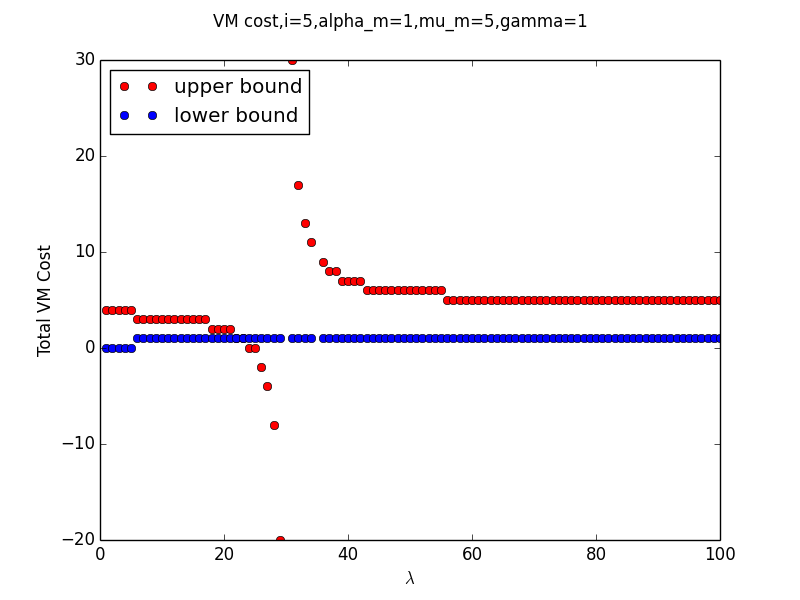 VM cost,i=5,alpha_m=1,mu_m=5,gamma=1
30
upper bound
lower bound
20
10
Total VM Cost
0
−10
−20
0 20 40 60 80 100
λ